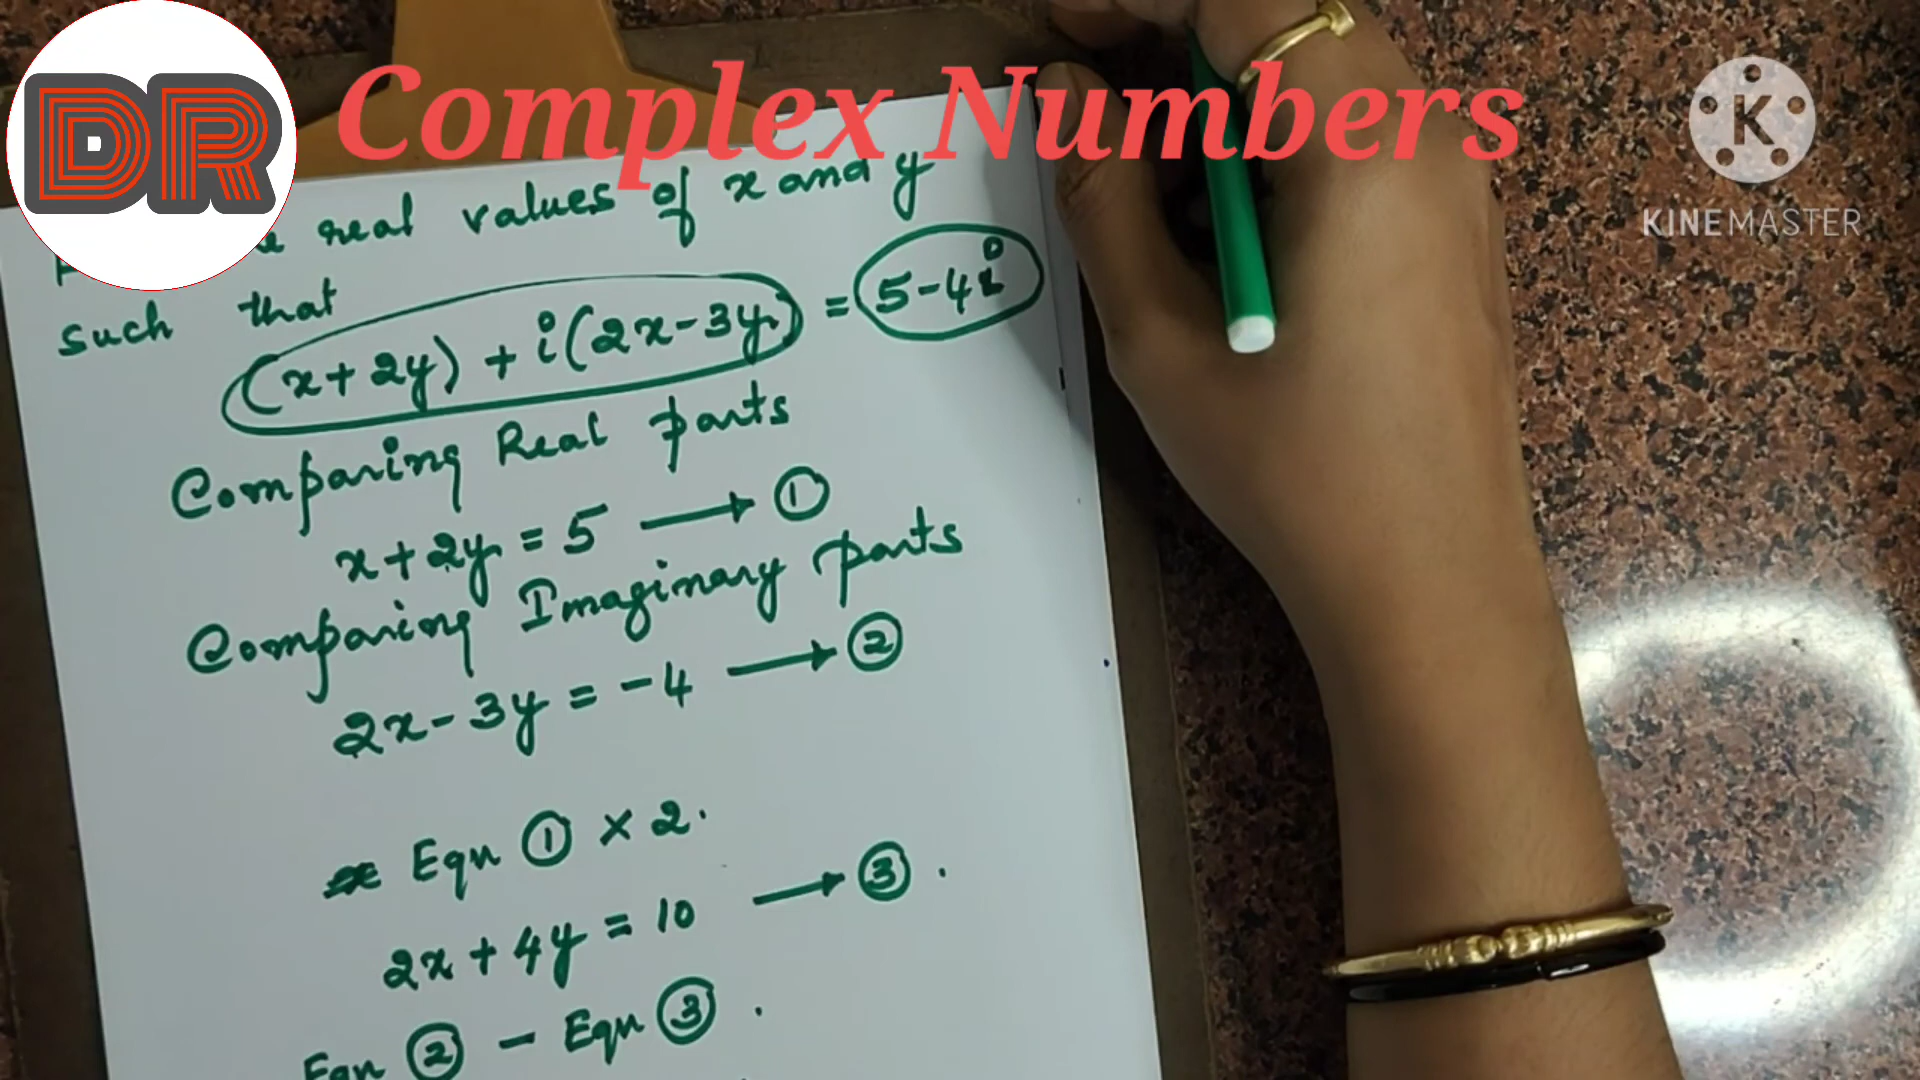 DR
Complex Numbers
K
KINEMASTER
real values of x and y
such that
(x+2y) + i(2x-3y) = 5-4i
Comparing Real parts
x+2y = 5 → ①
Comparing Imaginary parts
2x-3y = -4 → ②
Eqn ① × 2.
2x+4y = 10 → ③.
Eqn ② - Eqn ③.